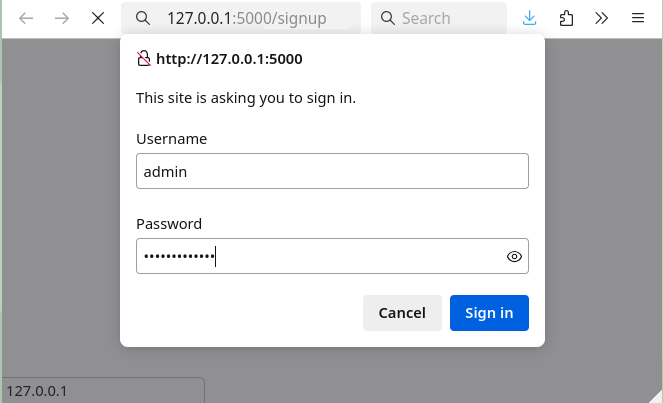 127.0.0.1:5000/signup
Search
http://127.0.0.1:5000
This site is asking you to sign in.
Username
admin
Password
•••••••••••••
Cancel
Sign in
127.0.0.1